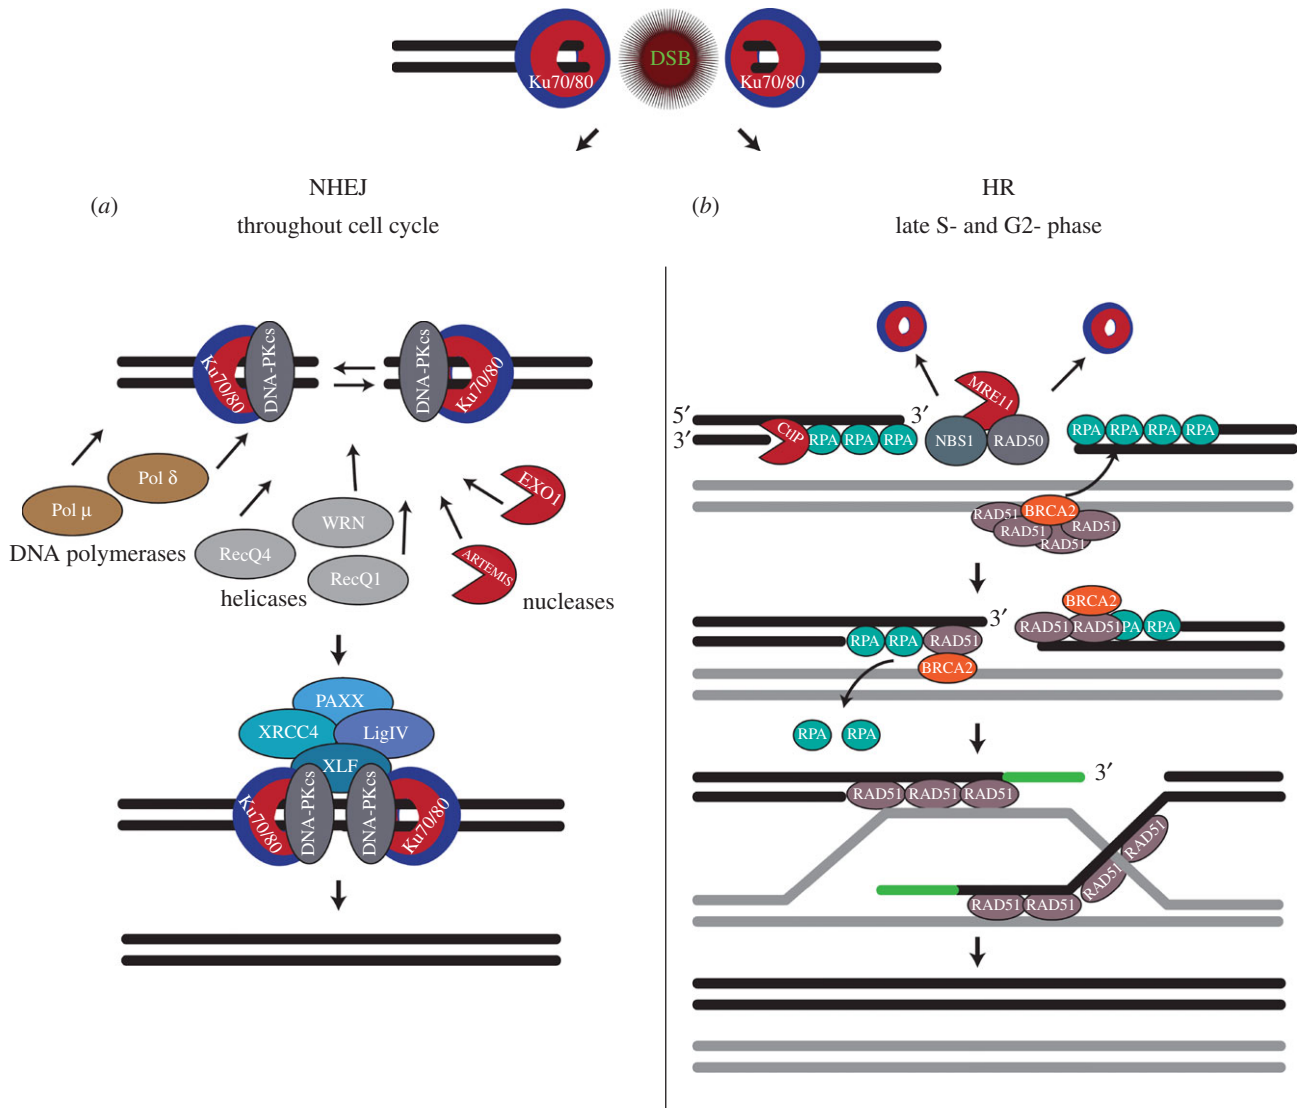 DSB
Ku70/80
Ku70/80
(a)
NHEJ
throughout cell cycle
Ku70/80
DNA-PKcs
DNA-PKcs
Ku70/80
Pol δ
Pol μ
DNA polymerases
WRN
RecQ4
RecQ1
helicases
EXO1
ARTEMIS
nucleases
PAXX
XRCC4
LigIV
XLF
Ku70/80
DNA-PKcs
DNA-PKcs
Ku70/80
(b)
HR
late S- and G2- phase
MRE11
5′
3′
3′
CtIP
RPA
RPA
RPA
NBS1
RAD50
RPA
RPA
RPA
RPA
BRCA2
RAD51
RAD51
RAD51
RAD51
3′
BRCA2
RPA
RPA
RAD51
RAD51
RAD51
PA
RPA
BRCA2
RPA
RPA
3′
RAD51
RAD51
RAD51
RAD51
RAD51
RAD51
RAD51